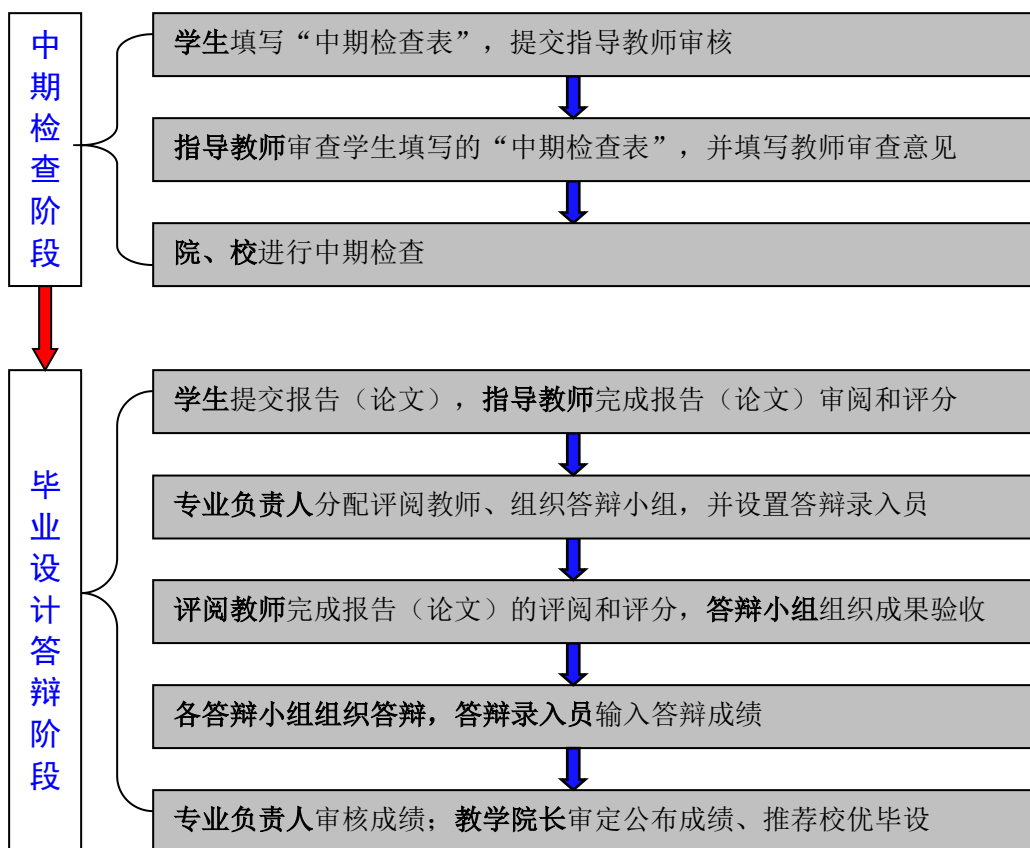 中期检查阶段
学生填写“中期检查表”，提交指导教师审核
指导教师审查学生填写的“中期检查表”，并填写教师审查意见
院、校进行中期检查
毕业设计答辩阶段
学生提交报告（论文），指导教师完成报告（论文）审阅和评分
专业负责人分配评阅教师、组织答辩小组，并设置答辩录入员
评阅教师完成报告（论文）的评阅和评分，答辩小组组织成果验收
各答辩小组组织答辩，答辩录入员输入答辩成绩
专业负责人审核成绩；教学院长审定公布成绩、推荐校优毕设